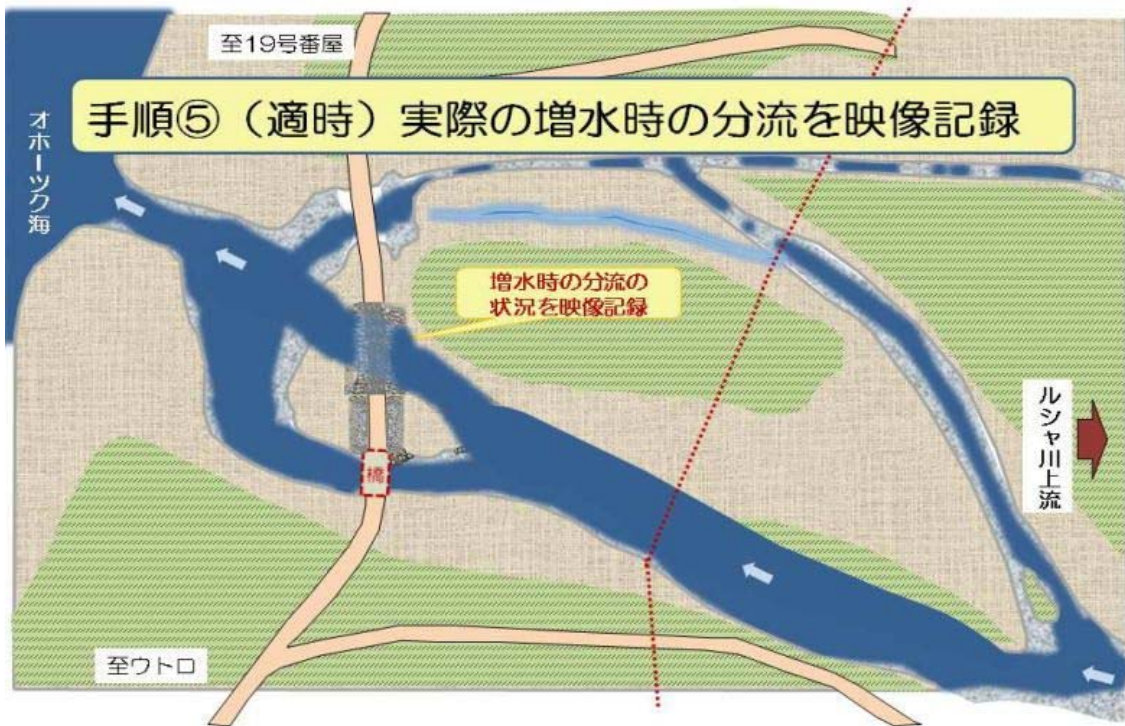 至19号番屋
手順⑤（適時）実際の増水時の分流を映像記録
オホーツク海
増水時の分流の
状況を映像記録
ルシャ川上流
橋
至ウトロ